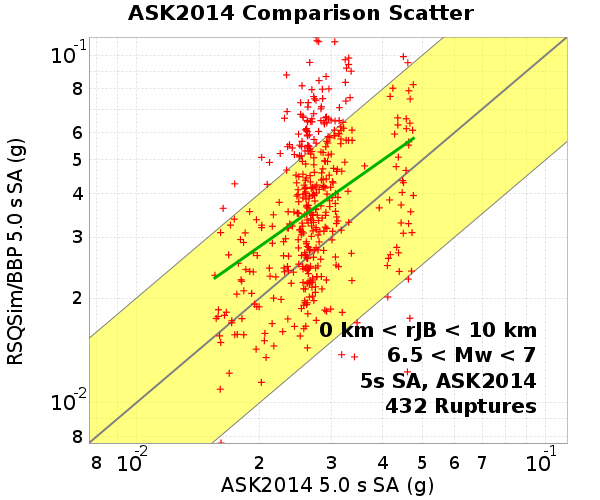 ASK2014 Comparison Scatter
RSQSim/BBP 5.0 s SA (g)
10-1
8
6
5
4
3
2
10-2
8
0 km < rJB < 10 km
6.5 < Mw < 7
5s SA, ASK2014
432 Ruptures
8 10-2 2 3 4 5 6 7 10-1
ASK2014 5.0 s SA (g)